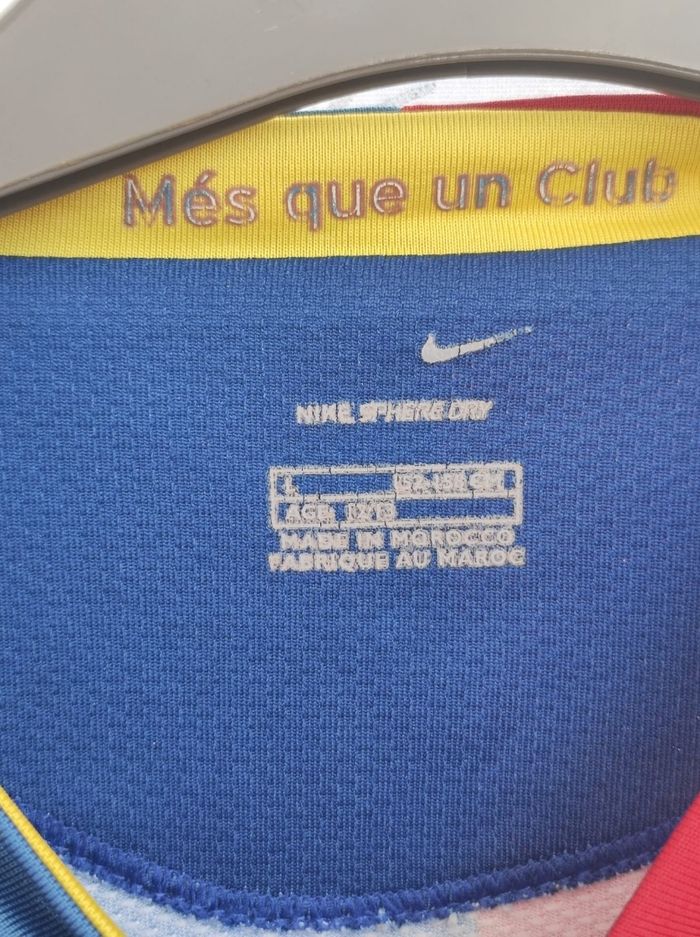 Més que un Club
NIKE SPHERE DRY
L 152-158 CM
AGE 12/13
MADE IN MOROCCO
FABRIQUE AU MAROC